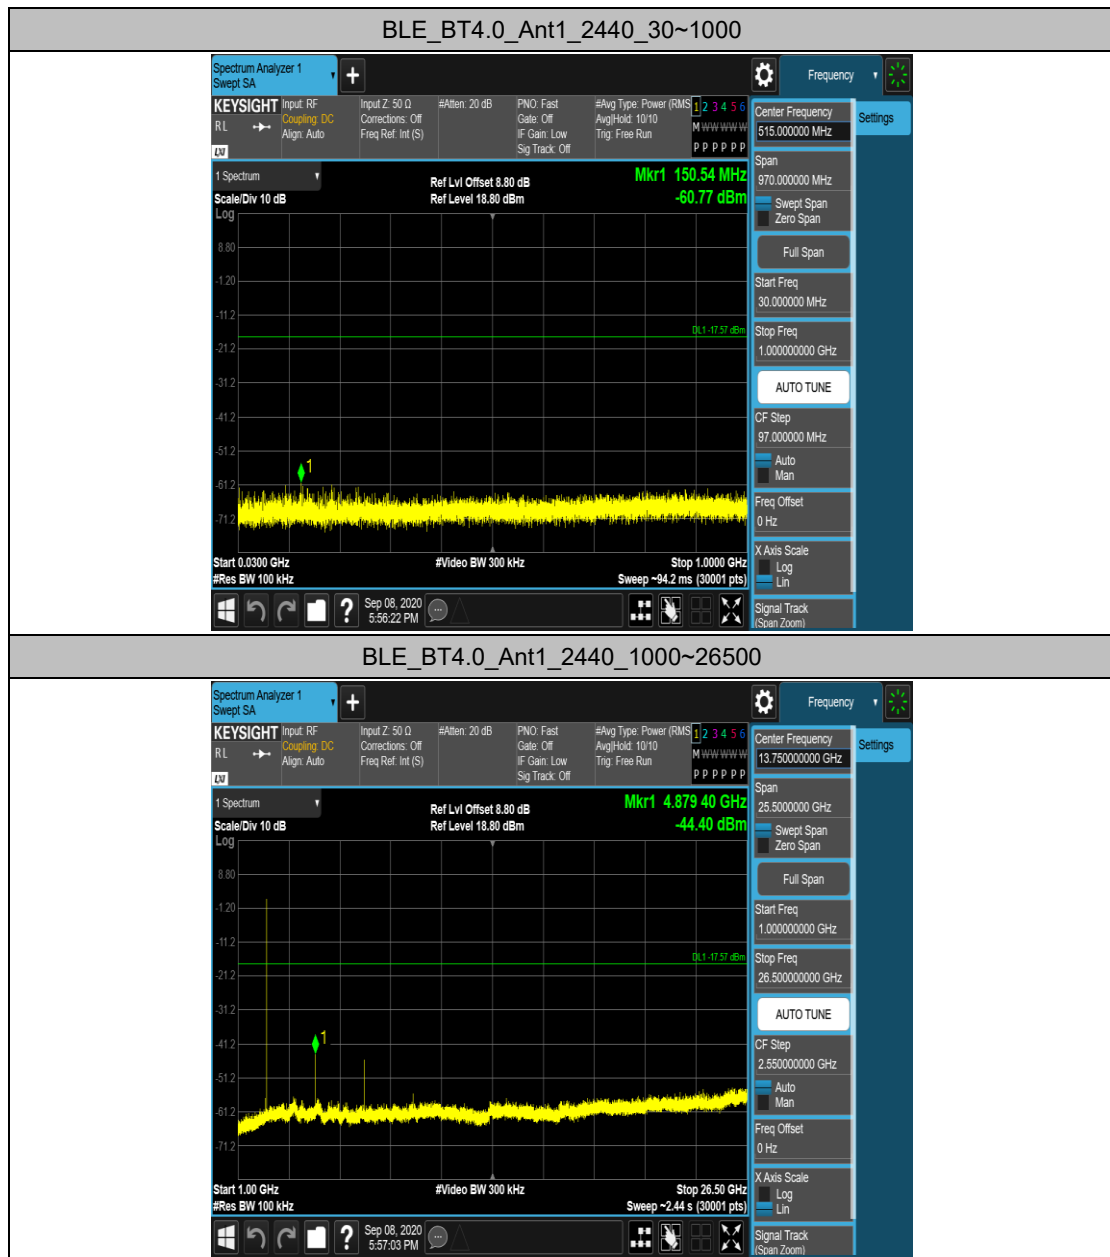 BLE_BT4.0_Ant1_2440_30~1000
Spectrum Analyzer 1
Swept SA
Frequency
KEYSIGHT
RL
LXI
Input: RF
Coupling: DC
Align: Auto
Input Z: 50 Ω
Corrections: Off
Freq Ref: Int (S)
#Atten: 20 dB
PNO: Fast
Gate: Off
IF Gain: Low
Sig Track: Off
#Avg Type: Power (RMS
Avg|Hold: 10/10
Trig: Free Run
1 2 3 4 5 6
M W W W W W
P P P P P P
1 Spectrum
Scale/Div 10 dB
Log
Ref Lvl Offset 8.80 dB
Ref Level 18.80 dBm
Mkr1 150.54 MHz
-60.77 dBm
8.80
-1.20
-11.2
-21.2
-31.2
-41.2
-51.2
-61.2
-71.2
DL1 -17.57 dBm
1
Start 0.0300 GHz
#Res BW 100 kHz
#Video BW 300 kHz
Stop 1.0000 GHz
Sweep ~94.2 ms (30001 pts)
Sep 08, 2020
5:56:22 PM
Center Frequency
515.000000 MHz
Settings
Span
970.000000 MHz
Swept Span
Zero Span
Full Span
Start Freq
30.000000 MHz
Stop Freq
1.000000000 GHz
AUTO TUNE
CF Step
97.000000 MHz
Auto
Man
Freq Offset
0 Hz
X Axis Scale
Log
Lin
Signal Track
(Span Zoom)
BLE_BT4.0_Ant1_2440_1000~26500
Spectrum Analyzer 1
Swept SA
Frequency
KEYSIGHT
RL
LXI
Input: RF
Coupling: DC
Align: Auto
Input Z: 50 Ω
Corrections: Off
Freq Ref: Int (S)
#Atten: 20 dB
PNO: Fast
Gate: Off
IF Gain: Low
Sig Track: Off
#Avg Type: Power (RMS
Avg|Hold: 10/10
Trig: Free Run
1 2 3 4 5 6
M W W W W W
P P P P P P
1 Spectrum
Scale/Div 10 dB
Log
Ref Lvl Offset 8.80 dB
Ref Level 18.80 dBm
Mkr1 4.879 40 GHz
-44.40 dBm
8.80
-1.20
-11.2
-21.2
-31.2
-41.2
-51.2
-61.2
-71.2
DL1 -17.57 dBm
1
Start 1.00 GHz
#Res BW 100 kHz
#Video BW 300 kHz
Stop 26.50 GHz
Sweep ~2.44 s (30001 pts)
Sep 08, 2020
5:57:03 PM
Center Frequency
13.750000000 GHz
Settings
Span
25.5000000 GHz
Swept Span
Zero Span
Full Span
Start Freq
1.000000000 GHz
Stop Freq
26.500000000 GHz
AUTO TUNE
CF Step
2.550000000 GHz
Auto
Man
Freq Offset
0 Hz
X Axis Scale
Log
Lin
Signal Track
(Span Zoom)